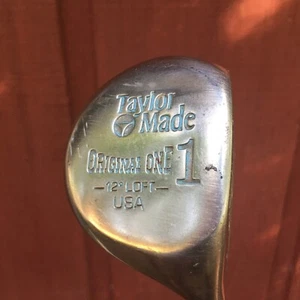 Taylor
Made
ORIGINAL ONE 1
12° LOFT
USA